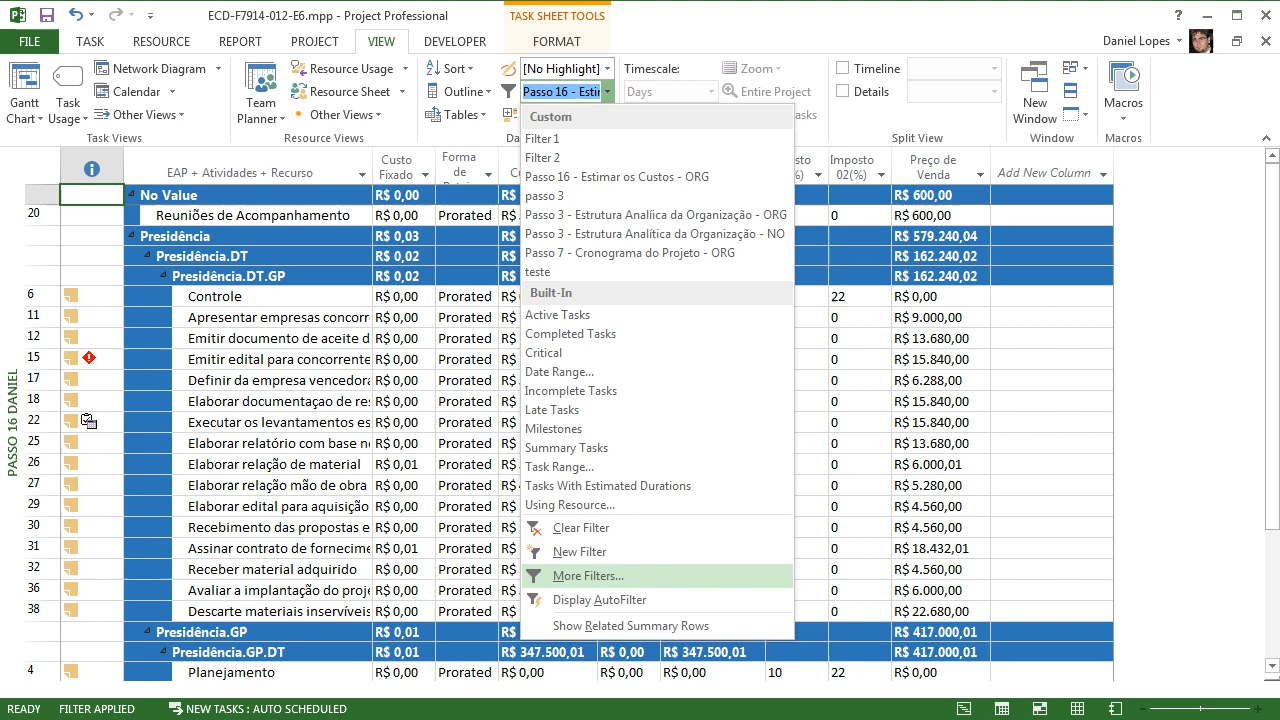 ECD-F7914-012-E6.mpp - Project Professional
TASK SHEET TOOLS
?
FILE TASK RESOURCE REPORT PROJECT VIEW DEVELOPER FORMAT
Daniel Lopes
Network Diagram
Calendar
Other Views
Gantt Chart
Task Usage
Task Views
Team Planner
Resource Usage
Resource Sheet
Other Views
Resource Views
Sort
Outline
Tables
[No Highlight]
Passo 16 - Estir
Da
Timescale:
Days
Zoom
Entire Project
asks
Timeline
Details
Split View
New Window
Window
Macros
Macros
EAP + Atividades + Recurso
Custo Fixado
Forma de
C
sto
%)
Imposto 02(%)
Preço de Venda
Add New Column
No Value R$ 0,00 R$ R$ 600,00
20 Reuniões de Acompanhamento R$ 0,00 Prorated R$ 0 R$ 600,00
Presidência R$ 0,03 R$ R$ 579.240,04
Presidência.DT R$ 0,02 R$ R$ 162.240,02
Presidência.DT.GP R$ 0,02 R$ R$ 162.240,02
6 Controle R$ 0,00 Prorated R$ 22 R$ 0,00
11 Apresentar empresas concorr R$ 0,00 Prorated R$ 0 R$ 9.000,00
12 Emitir documento de aceite d R$ 0,00 Prorated R$ 0 R$ 13.680,00
15 Emitir edital para concorrente R$ 0,00 Prorated R$ 0 R$ 15.840,00
17 Definir da empresa vencedora R$ 0,00 Prorated R$ 0 R$ 6.288,00
18 Elaborar documentaçao de res R$ 0,00 Prorated R$ 0 R$ 15.840,00
22 Executar os levantamentos es R$ 0,00 Prorated R$ 0 R$ 15.840,00
25 Elaborar relatório com base n R$ 0,00 Prorated R$ 0 R$ 13.680,00
26 Elaborar relação de material R$ 0,01 Prorated R$ 0 R$ 6.000,01
27 Elaborar relação mão de obra R$ 0,00 Prorated R$ 0 R$ 5.280,00
29 Elaborar edital para aquisição R$ 0,00 Prorated R$ 0 R$ 4.560,00
30 Recebimento das propostas e R$ 0,00 Prorated R$ 0 R$ 4.560,00
31 Assinar contrato de fornecime R$ 0,01 Prorated R$ 0 R$ 18.432,01
32 Receber material adquirido R$ 0,00 Prorated R$ 0 R$ 4.560,00
36 Avaliar a implantação do proje R$ 0,00 Prorated R$ 0 R$ 6.000,00
38 Descarte materiais inservíveis R$ 0,00 Prorated R$ 0 R$ 22.680,00
Presidência.GP R$ 0,01 R$ 417.000,01
Presidência.GP.DT R$ 0,01 R$ 347.500,01 R$ 0,00 R$ 347.500,01 R$ 417.000,01
4 Planejamento R$ 0,00 Prorated R$ 0,00 R$ 0,00 R$ 0,00 10 22 R$ 0,00
PASSO 16 DANIEL
Custom
Filter 1
Filter 2
Passo 16 - Estimar os Custos - ORG
passo 3
Passo 3 - Estrutura Analíica da Organização - ORG
Passo 3 - Estrutura Analítica da Organização - NO
Passo 7 - Cronograma do Projeto - ORG
teste
Built-In
Active Tasks
Completed Tasks
Critical
Date Range...
Incomplete Tasks
Late Tasks
Milestones
Summary Tasks
Task Range...
Tasks With Estimated Durations
Using Resource...
Clear Filter
New Filter
More Filters...
Display AutoFilter
Show Related Summary Rows
READY FILTER APPLIED NEW TASKS : AUTO SCHEDULED